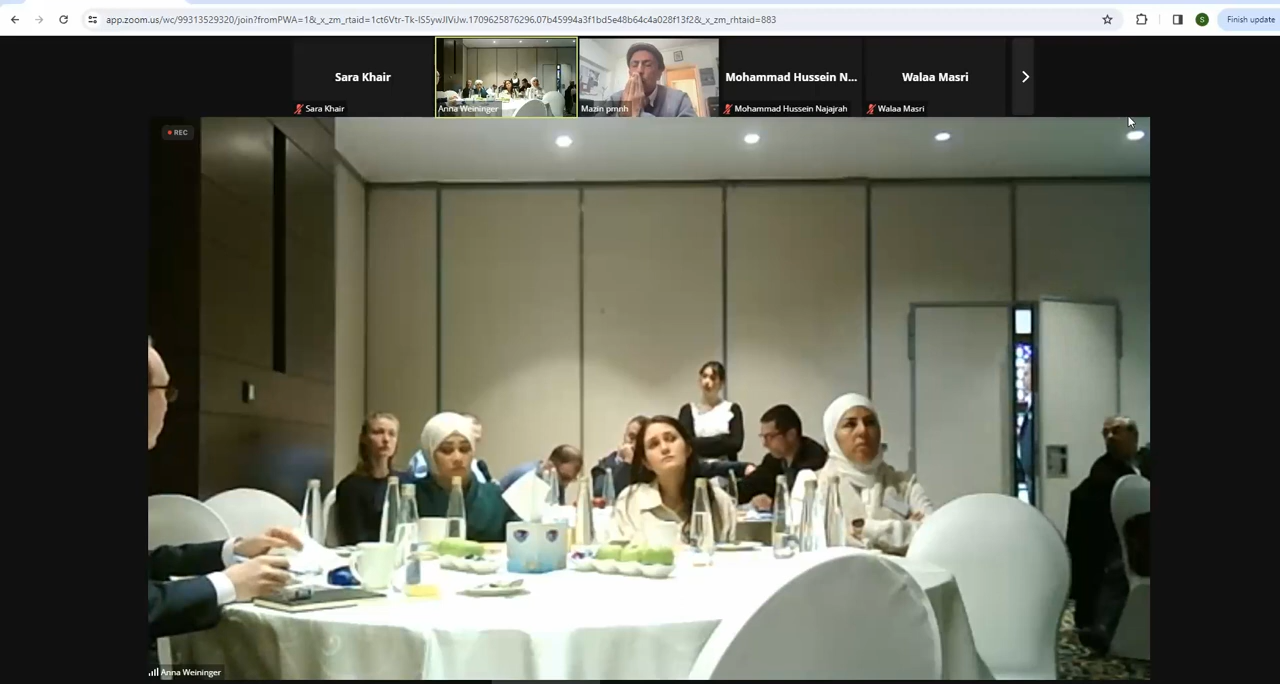 app.zoom.us/wc/99313529320/join?fromPWA=1&_x_zm_rtaid=1ct6Vtr-Tk-IS5ywJIViJw.1709625876296.07b45994a3f1bd5e48b64c4a028f13f2&_x_zm_rhtaid=883
S
Finish update
Sara Khair
Mohammad Hussein N...
Walaa Masri
Sara Khair
Anna Weininger
Mazin pmnh
Mohammad Hussein Najajrah
Walaa Masri
REC
Anna Weininger